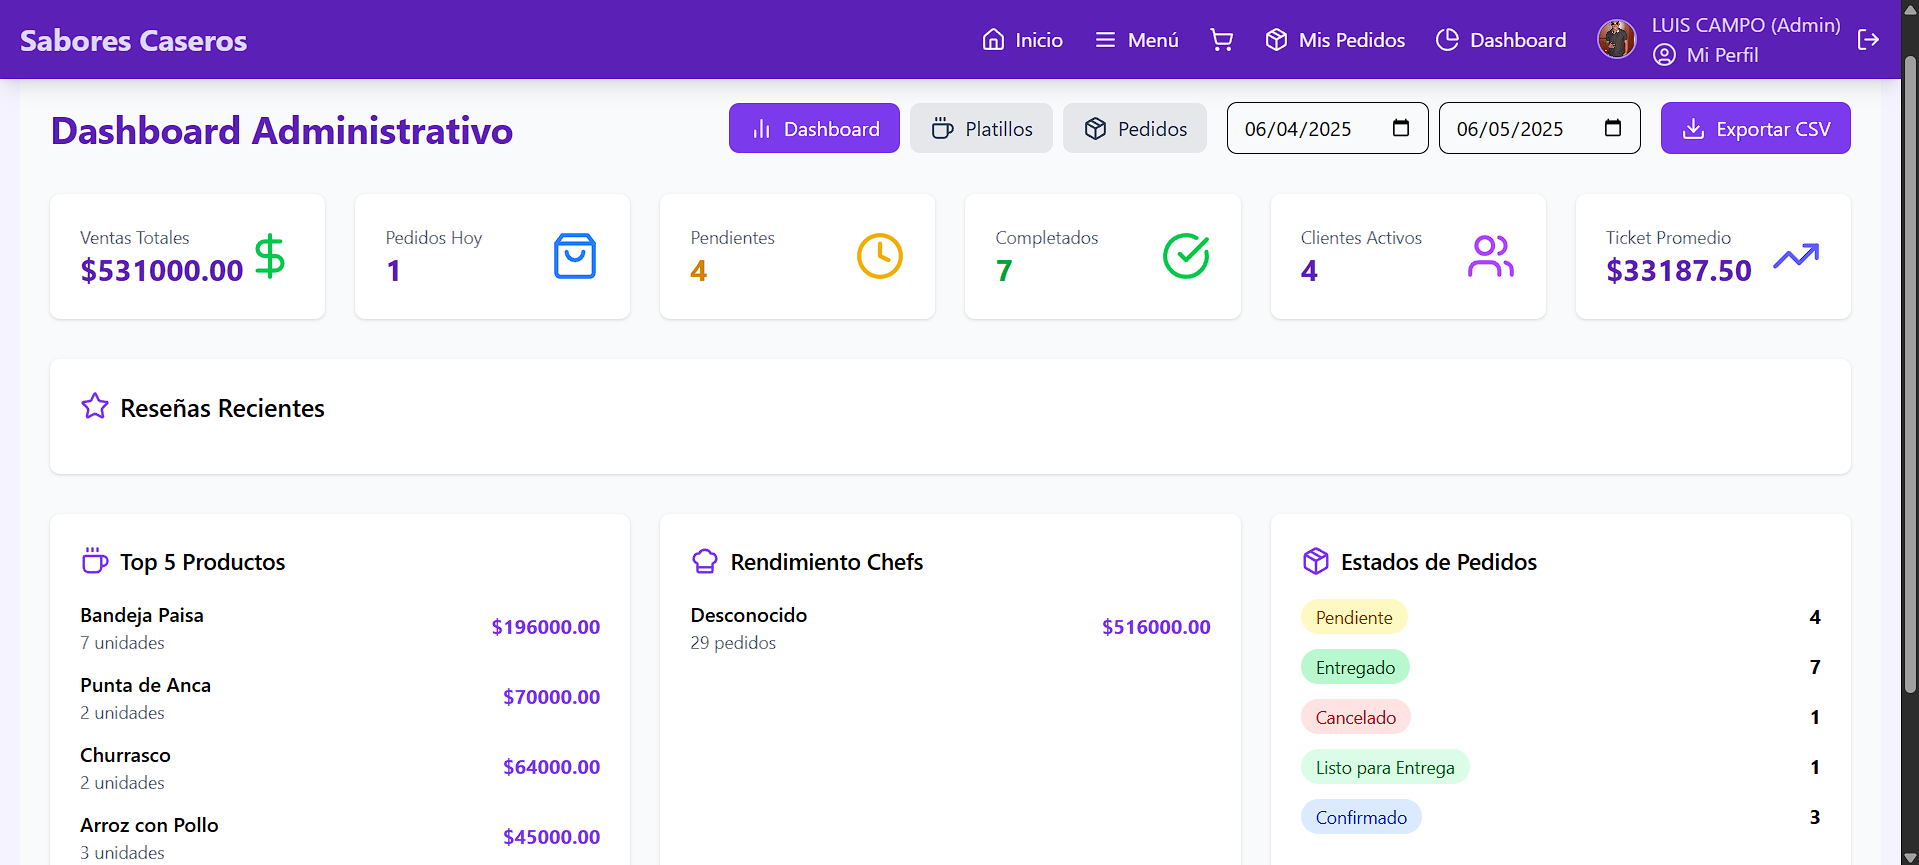 Sabores Caseros
Inicio
Menú
Mis Pedidos
Dashboard
LUIS CAMPO (Admin)
Mi Perfil
Dashboard Administrativo
Dashboard
Platillos
Pedidos
06/04/2025
06/05/2025
Exportar CSV
Ventas Totales
$531000.00
Pedidos Hoy
1
Pendientes
4
Completados
7
Clientes Activos
4
Ticket Promedio
$33187.50
Reseñas Recientes
Top 5 Productos
Bandeja Paisa
7 unidades
$196000.00
Punta de Anca
2 unidades
$70000.00
Churrasco
2 unidades
$64000.00
Arroz con Pollo
3 unidades
$45000.00
Rendimiento Chefs
Desconocido
29 pedidos
$516000.00
Estados de Pedidos
Pendiente 4
Entregado 7
Cancelado 1
Listo para Entrega 1
Confirmado 3